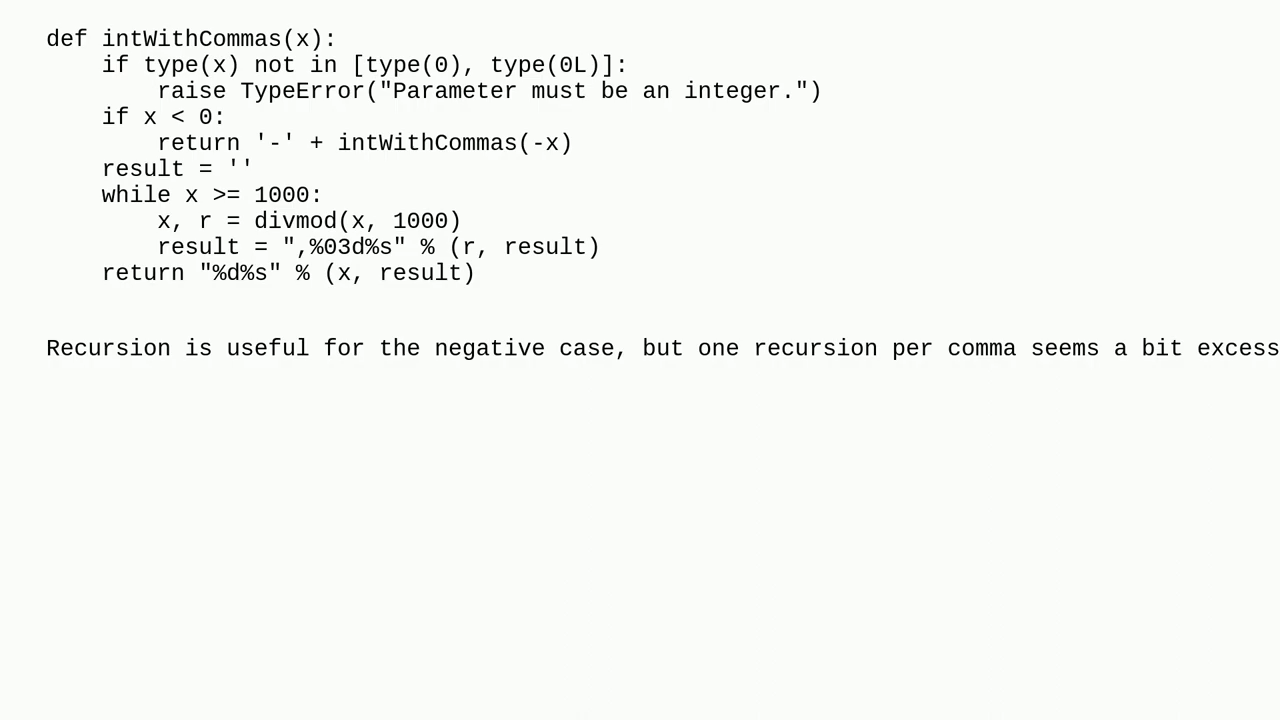 def intWithCommas(x):
    if type(x) not in [type(0), type(0L)]:
        raise TypeError("Parameter must be an integer.")
    if x < 0:
        return '-' + intWithCommas(-x)
    result = ''
    while x >= 1000:
        x, r = divmod(x, 1000)
        result = ",%03d%s" % (r, result)
    return "%d%s" % (x, result)
Recursion is useful for the negative case, but one recursion per comma seems a bit excess